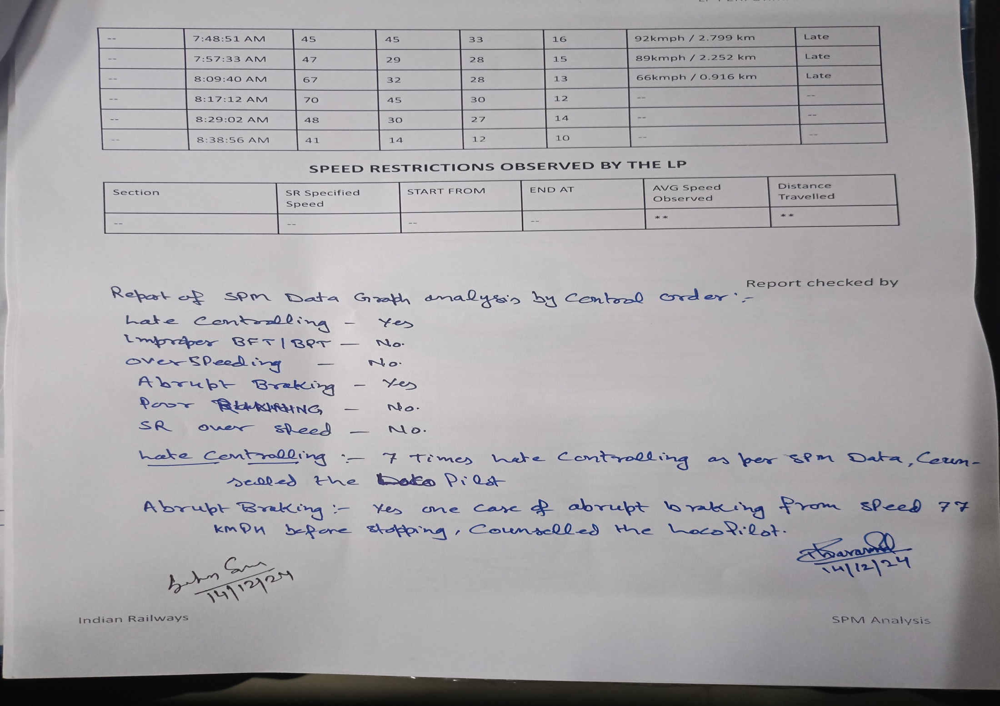 -- 7:48:51 AM 45 45 33 16 92kmph / 2.799 km Late
-- 7:57:33 AM 47 29 28 15 89kmph / 2.252 km Late
-- 8:09:40 AM 67 32 28 13 66kmph / 0.916 km Late
-- 8:17:12 AM 70 45 30 12 -- --
-- 8:29:02 AM 48 30 27 14 -- --
-- 8:38:56 AM 41 14 12 10 -- --
SPEED RESTRICTIONS OBSERVED BY THE LP
Section SR Specified START FROM END AT AVG Speed Distance
Speed Observed Travelled
-- -- -- -- ** **
Report checked by
Report of SPM Data Graph analysis by Control order :-
Late Controlling - Yes
Improper BFT/BPT - No.
over speeding - No.
Abrupt Braking - Yes
Poor - No.
SR over speed - No.
Late Controlling :- 7 Times Late Controlling as per SPM Data, Coun-
selled the Loko Pilot
Abrupt Braking :- Yes one case of abrupt braking from speed 77
KMPH before stopping, Counselled the Loco Pilot.
14/12/24
14/12/24
Indian Railways SPM Analysis